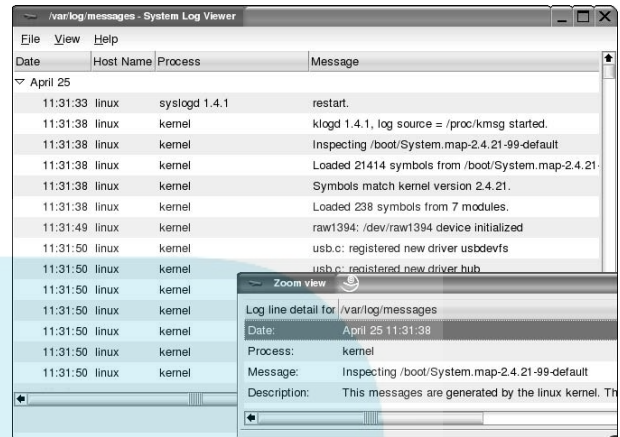 /var/log/messages - System Log Viewer
File View Help
Date Host Name Process Message
April 25
11:31:33 linux syslogd 1.4.1 restart.
11:31:38 linux kernel klogd 1.4.1, log source = /proc/kmsg started.
11:31:38 linux kernel Inspecting /boot/System.map-2.4.21-99-default
11:31:38 linux kernel Loaded 21414 symbols from /boot/System.map-2.4.21-
11:31:38 linux kernel Symbols match kernel version 2.4.21.
11:31:38 linux kernel Loaded 238 symbols from 7 modules.
11:31:49 linux kernel raw1394: /dev/raw1394 device initialized
11:31:50 linux kernel usb.c: registered new driver usbdevfs
11:31:50 linux kernel usb.c: registered new driver hub
11:31:50 linux kernel
11:31:50 linux kernel
11:31:50 linux kernel
11:31:50 linux kernel
11:31:50 linux kernel
Zoom view
Log line detail for /var/log/messages
Date: April 25 11:31:38
Process: kernel
Message: Inspecting /boot/System.map-2.4.21-99-default
Description: This messages are generated by the linux kernel. Th